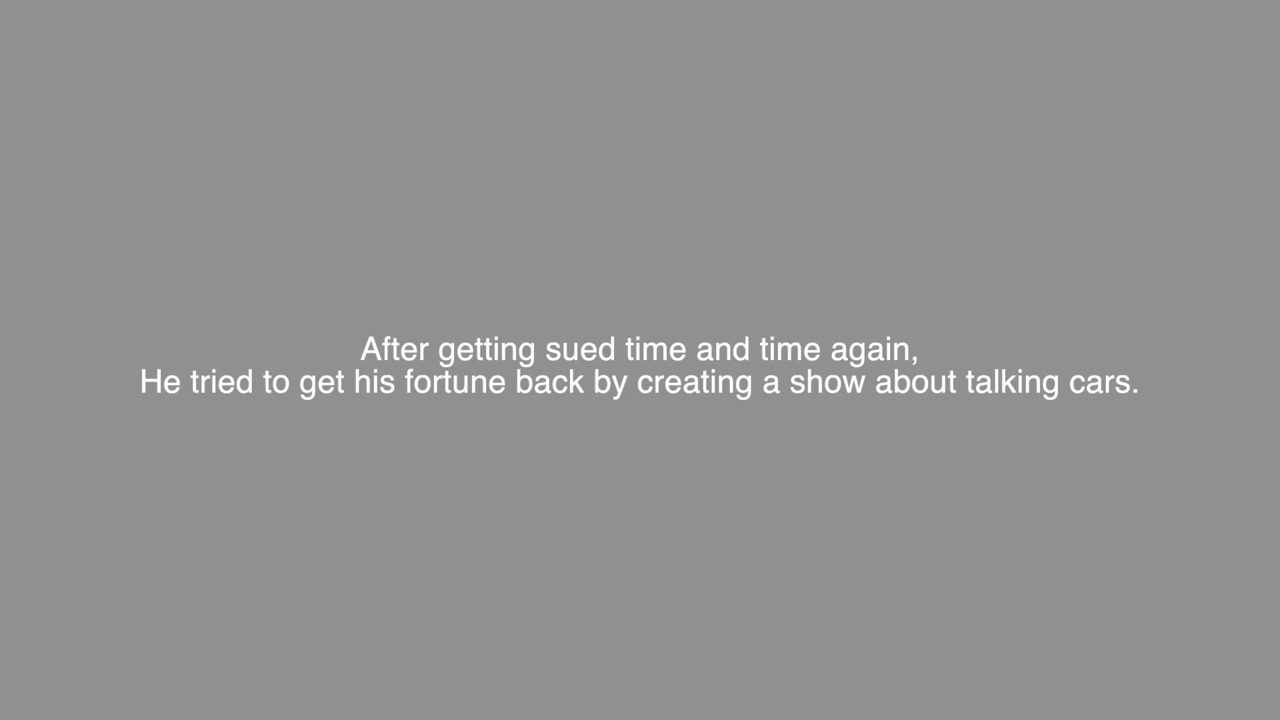 After getting sued time and time again,
He tried to get his fortune back by creating a show about talking cars.